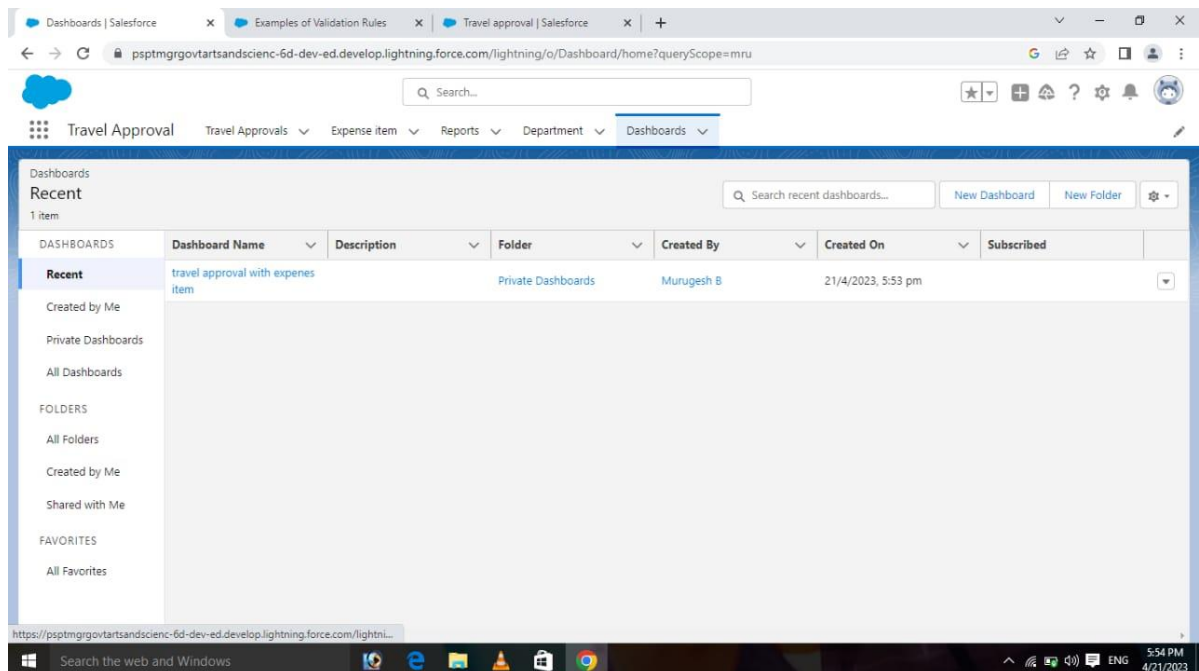 Dashboards | Salesforce
Examples of Validation Rules
Travel approval | Salesforce
psptmgrgovtartsandscienc-6d-dev-ed.develop.lightning.force.com/lightning/o/Dashboard/home?queryScope=mru
Search...
Travel Approval Travel Approvals Expense item Reports Department Dashboards
Dashboards
Recent
1 item
Search recent dashboards...
New Dashboard
New Folder
DASHBOARDS
Recent
Created by Me
Private Dashboards
All Dashboards
FOLDERS
All Folders
Created by Me
Shared with Me
FAVORITES
All Favorites
Dashboard Name Description Folder Created By Created On Subscribed
travel approval with expenes
item
Private Dashboards
Murugesh B
21/4/2023, 5:53 pm
https://psptmgrgovtartsandscienc-6d-dev-ed.develop.lightning.force.com/lightni...
Search the web and Windows
ENG
5:54 PM
4/21/2023